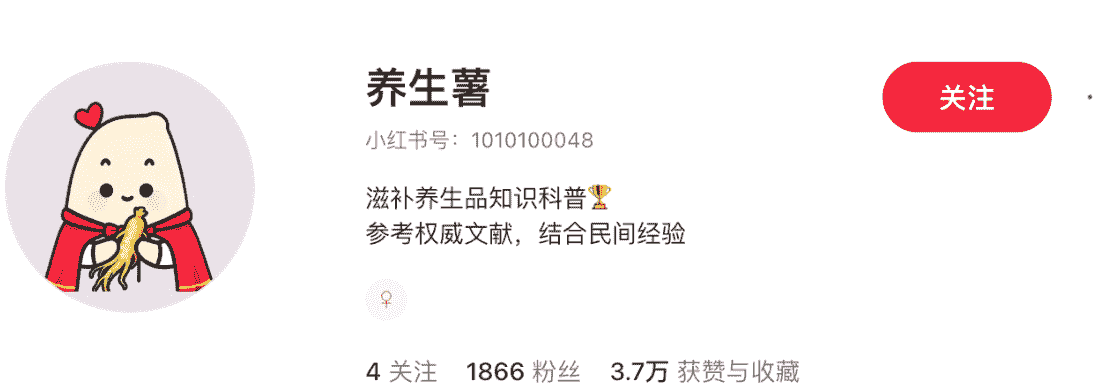 养生薯
关注
小红书号：1010100048
滋补养生品知识科普🏆
参考权威文献，结合民间经验
♀
4 关注 1866 粉丝 3.7万 获赞与收藏